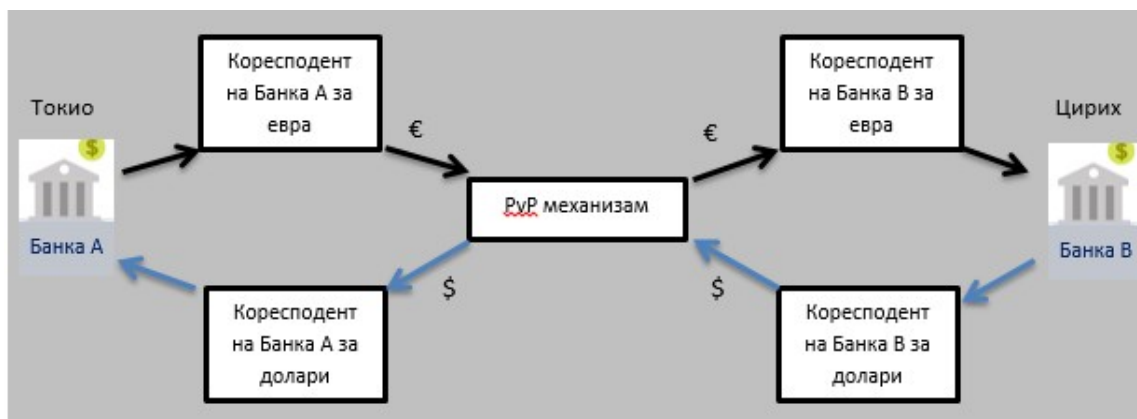 Коресподент
на Банка А за
евра
Коресподент
на Банка В за
евра
Токио
Цирих
€
€
$
$
PvP механизам
Банка А
Банка В
$
$
Коресподент
на Банка А за
долари
Коресподент
на Банка В за
долари